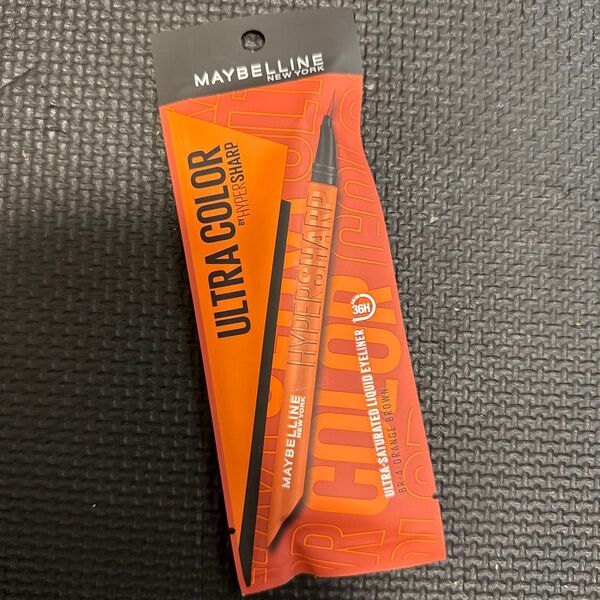 MAYBELLINE
NEW YORK
ULTRA COLOR
BY HYPERSHARP
HYPERSHARP
MAYBELLINE
NEW YORK
COLOR
36H
ULTRA-SATURATED LIQUID EYELINER
BR-4-ORANGE BROWN